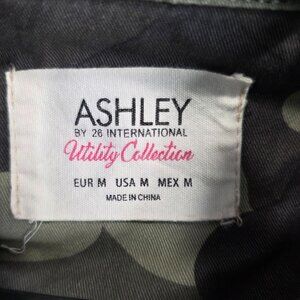 ASHLEY
BY 26 INTERNATIONAL
Utility Collection
EUR M USA M MEX M
MADE IN CHINA